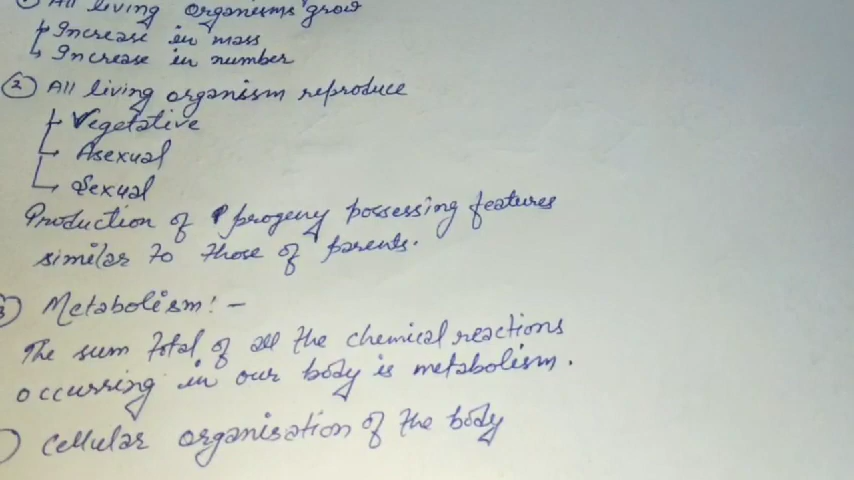 All living organisms grow
Increase in mass
Increase in number
② All living organism reproduce
Vegetative
Asexual
Sexual
Production of progeny possessing features
similar to those of parents.
3 Metabolism: -
The sum total of all the chemical reactions
occurring in our body is metabolism.
Cellular organisation of the body